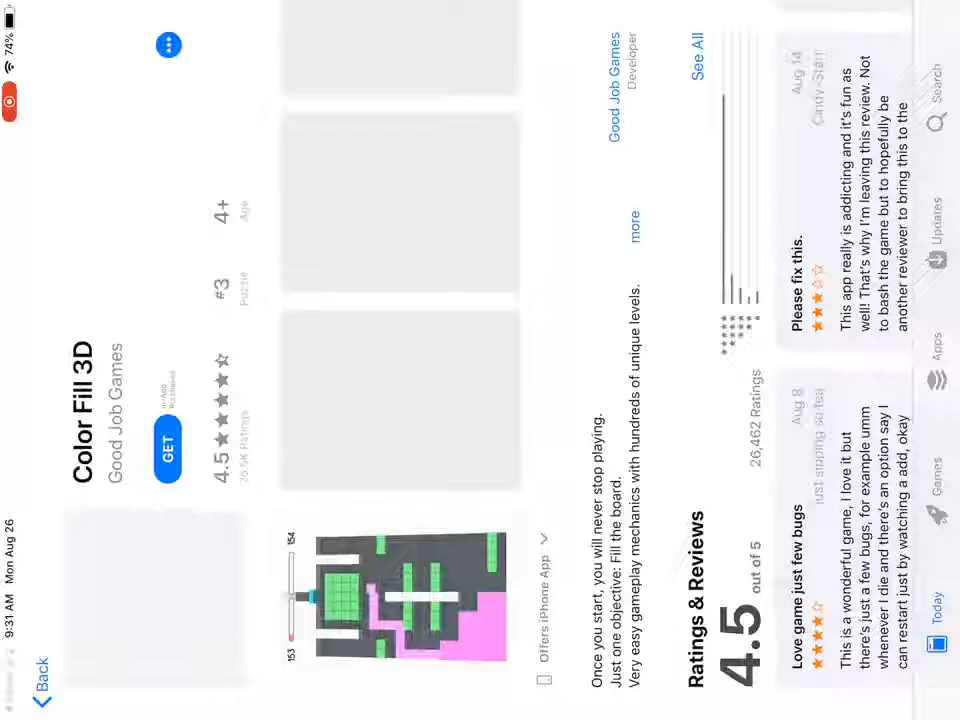 9:31 AM Mon Aug 26
74%
Back
Color Fill 3D
Good Job Games
GET
In-App
Purchases
4.5
#3
4+
Ratings
Puzzle
Age
153
154
Offers iPhone App
Once you start, you will never stop playing.
Just one objective: Fill the board.
Very easy gameplay mechanics with hundreds of unique levels.
more
Good Job Games
Developer
Ratings & Reviews
See All
4.5 out of 5
26,462 Ratings
Love game just few bugs
Aug 8
just sipping so tea
This is a wonderful game, I love it but
there's just a few bugs, for example umm
whenever I die and there's an option say I
can restart just by watching a add, okay
Please fix this.
Aug 14
This app really is addicting and it's fun as
well! That's why I'm leaving this review. Not
to bash the game but to hopefully be
another reviewer to bring this to the
Today
Games
Apps
Updates
Search